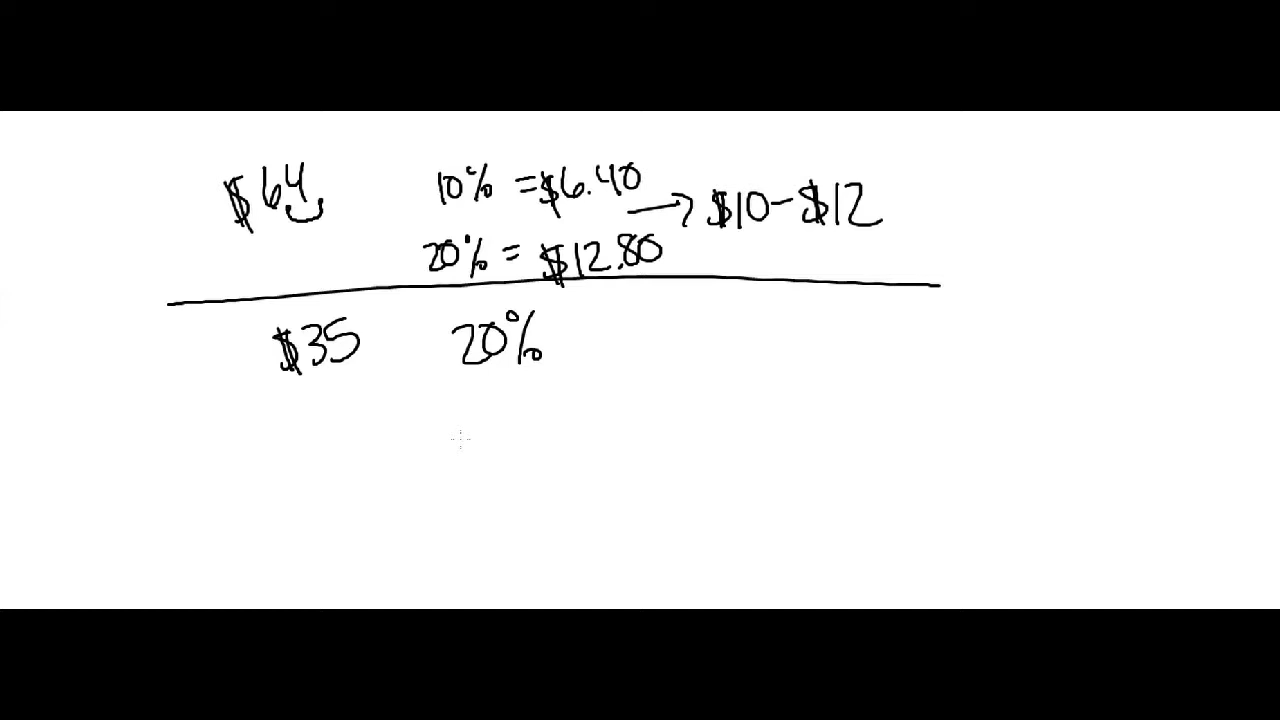 $64 10% = $6.40 → $10 - $12
20% = $12.80
$35 20%